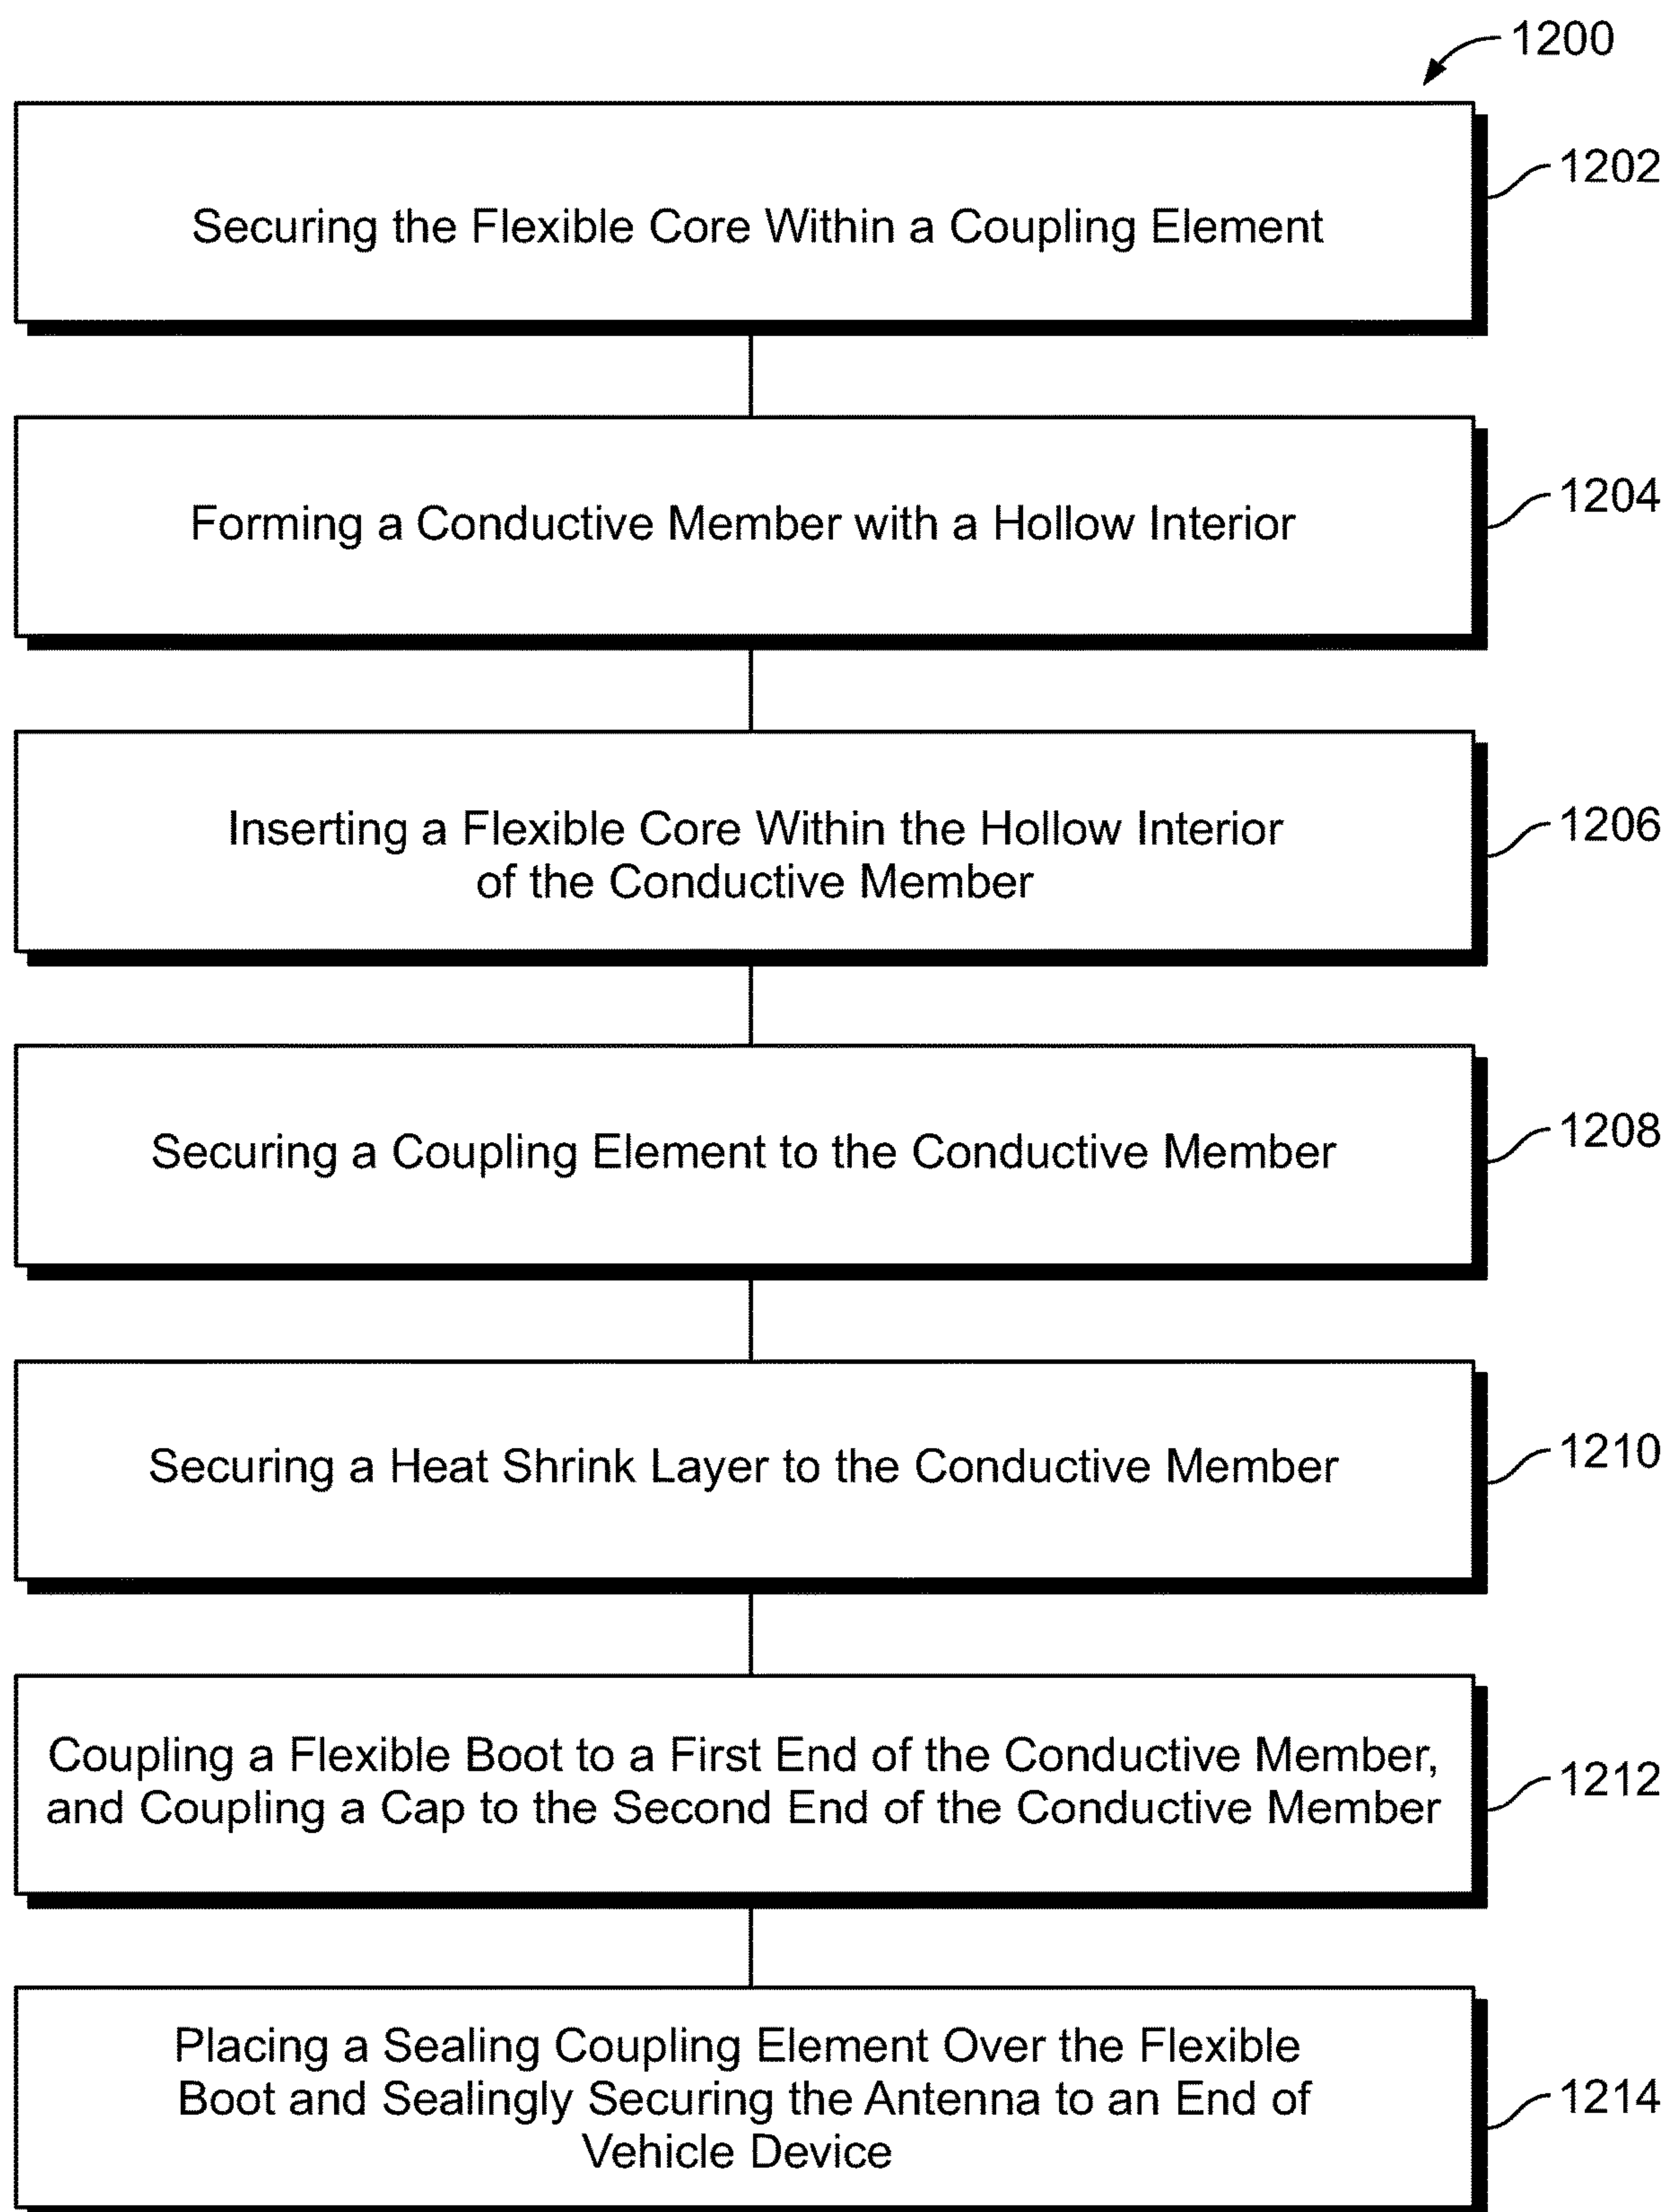 1200
Securing the Flexible Core Within a Coupling Element
1202
Forming a Conductive Member with a Hollow Interior
1204
Inserting a Flexible Core Within the Hollow Interior
of the Conductive Member
1206
Securing a Coupling Element to the Conductive Member
1208
Securing a Heat Shrink Layer to the Conductive Member
1210
Coupling a Flexible Boot to a First End of the Conductive Member,
and Coupling a Cap to the Second End of the Conductive Member
1212
Placing a Sealing Coupling Element Over the Flexible
Boot and Sealingly Securing the Antenna to an End of
Vehicle Device
1214